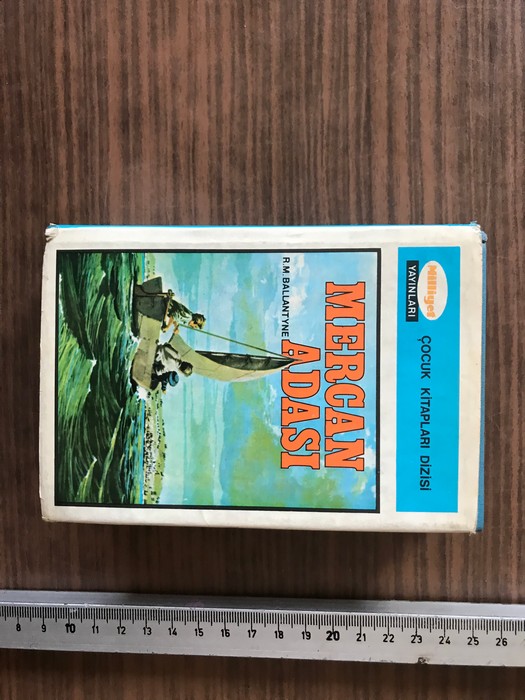 Milliyet
YAYINLARI
ÇOCUK KİTAPLARI DİZİSİ
MERCAN
ADASI
R.M. BALLANTYNE
8 9 10 11 12 13 14 15 16 17 18 19 20 21 22 23 24 25 26